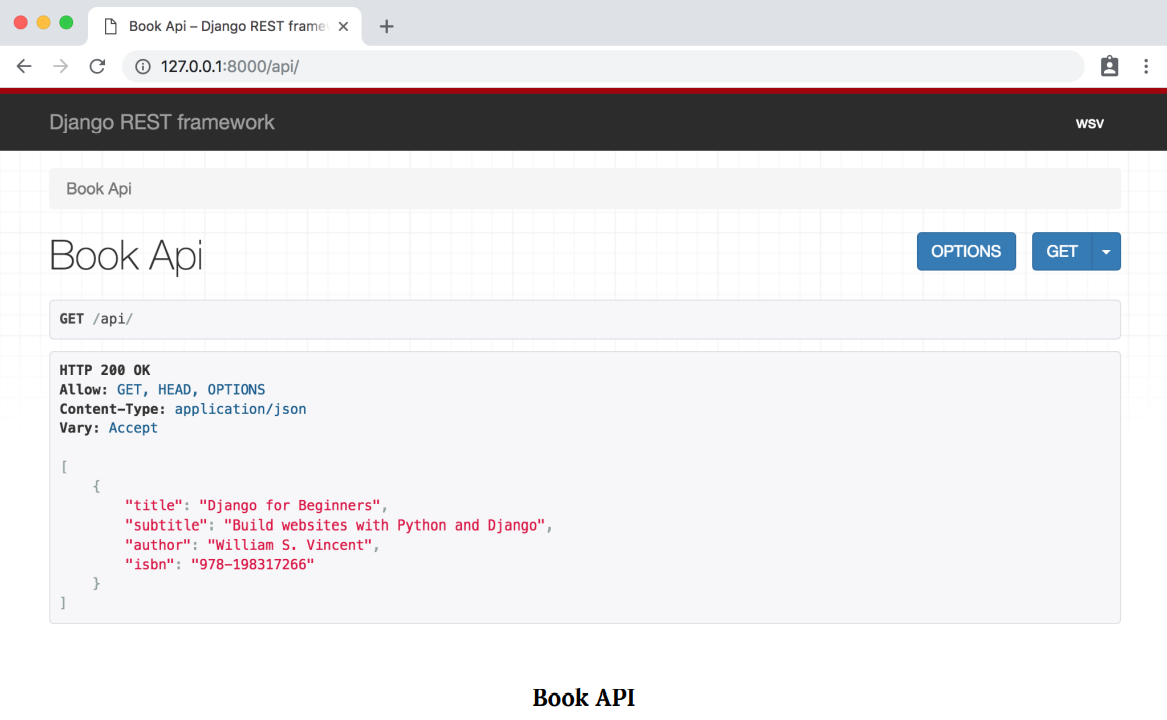 Book Api – Django REST frame
127.0.0.1:8000/api/
Django REST framework
wsv
Book Api
Book Api
OPTIONS
GET
GET /api/
HTTP 200 OK
Allow: GET, HEAD, OPTIONS
Content-Type: application/json
Vary: Accept
[
    {
        "title": "Django for Beginners",
        "subtitle": "Build websites with Python and Django",
        "author": "William S. Vincent",
        "isbn": "978-198317266"
    }
]
Book API